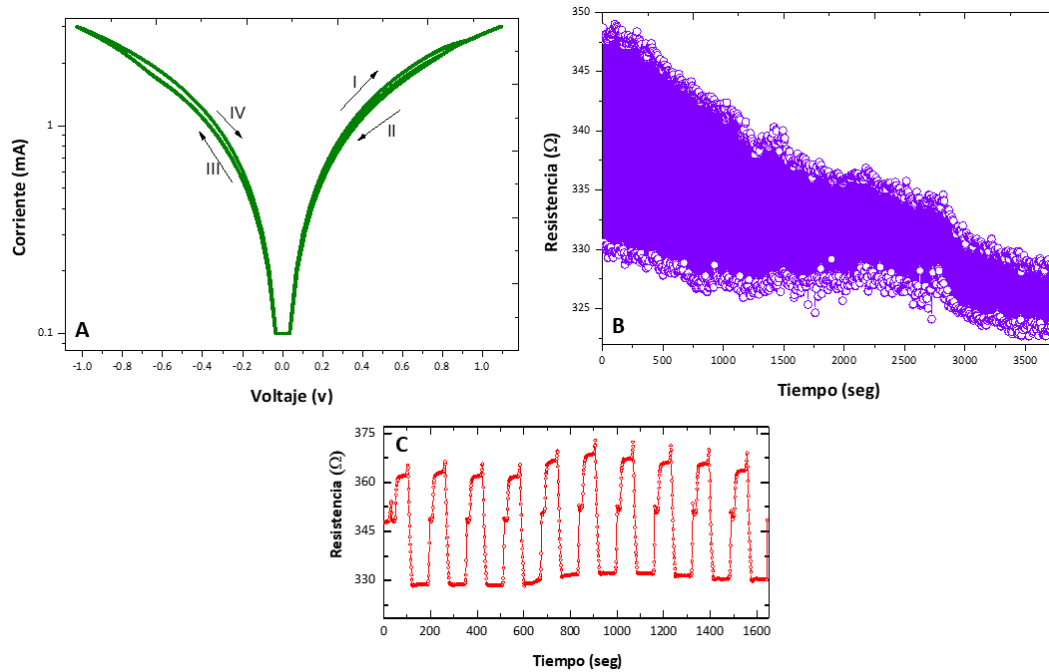 1
0.1
Corriente (mA)
I
II
III
IV
A
-1.0 -0.8 -0.6 -0.4 -0.2 0.0 0.2 0.4 0.6 0.8 1.0
Voltaje (v)
350
345
340
335
330
325
Resistencia (Ω)
B
0 500 1000 1500 2000 2500 3000 3500
Tiempo (seg)
375
360
345
330
Resistencia (Ω)
C
0 200 400 600 800 1000 1200 1400 1600
Tiempo (seg)